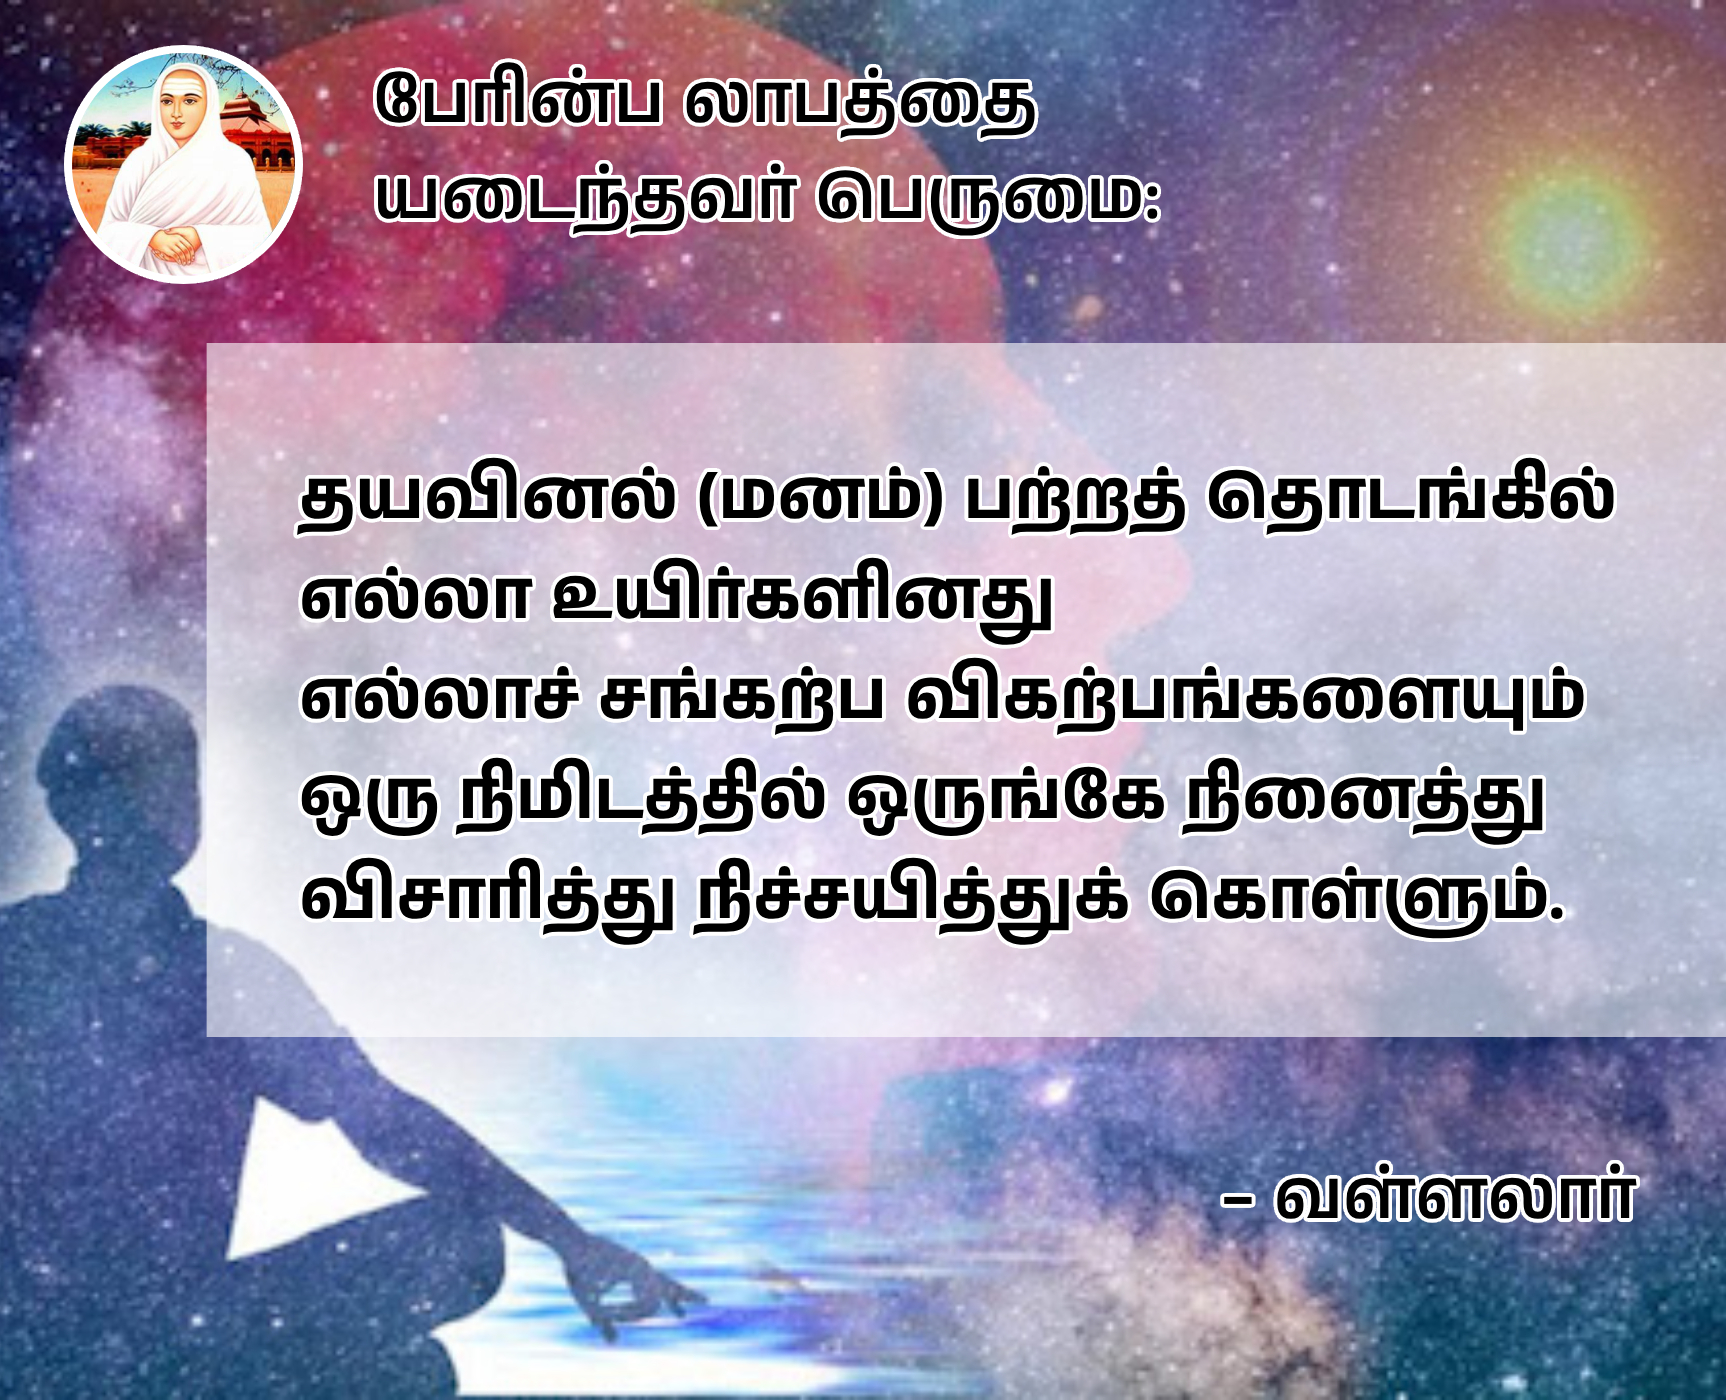 பேரின்ப லாபத்தை
யடைந்தவர் பெருமை:
தயவினல் (மனம்) பற்றத் தொடங்கில்
எல்லா உயிர்களினது
எல்லாச் சங்கற்ப விகற்பங்களையும்
ஒரு நிமிடத்தில் ஒருங்கே நினைத்து
விசாரித்து நிச்சயித்துக் கொள்ளும்.
– வள்ளலார்